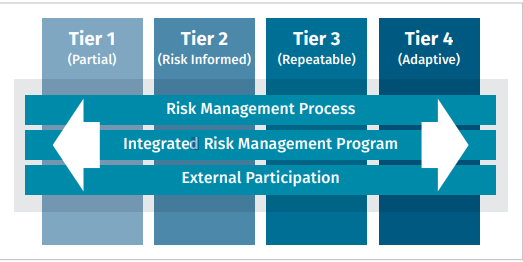 Tier 1
(Partial)
Tier 2
(Risk Informed)
Tier 3
(Repeatable)
Tier 4
(Adaptive)
Risk Management Process
Integrated Risk Management Program
External Participation